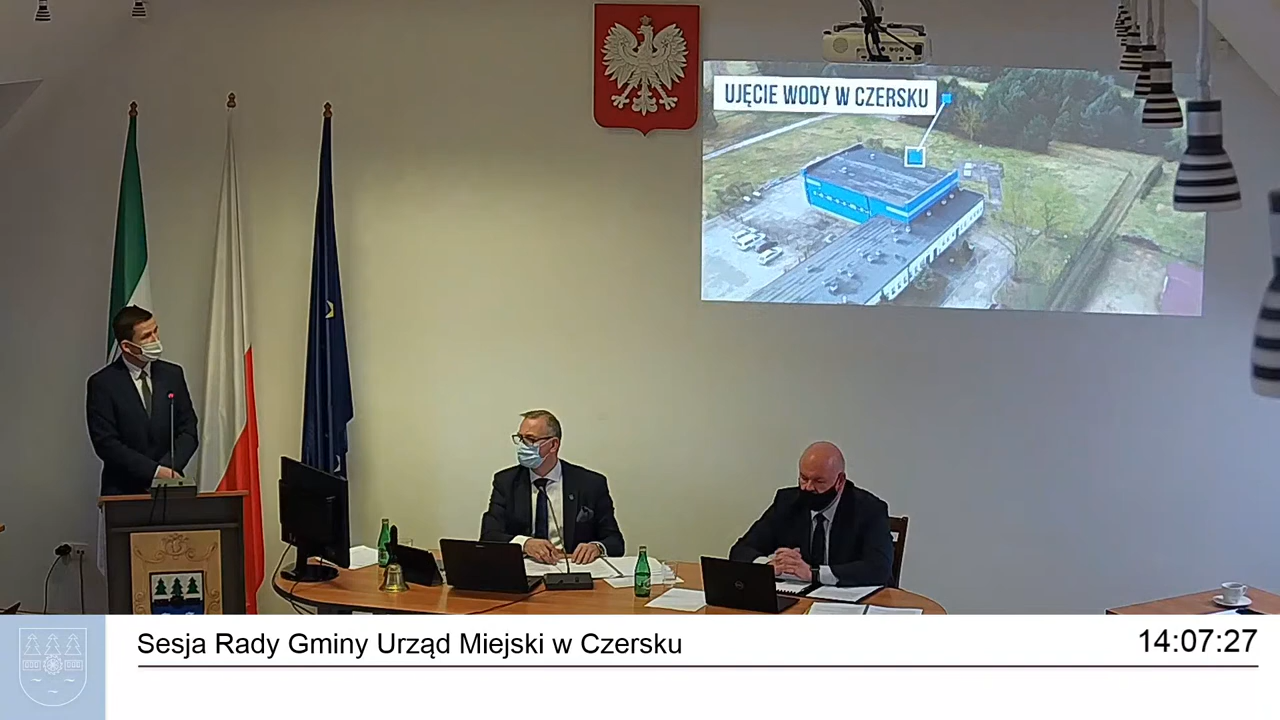 UJĘCIE WODY W CZERSKU
Sesja Rady Gminy Urząd Miejski w Czersku
14:07:27